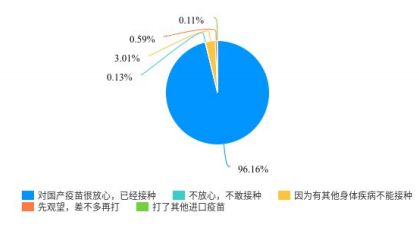 0.11%
0.59%
3.01%
0.13%
96.16%
对国产疫苗很放心，已经接种 不放心，不敢接种 因为有其他身体疾病不能接种
先观望，差不多再打 打了其他进口疫苗